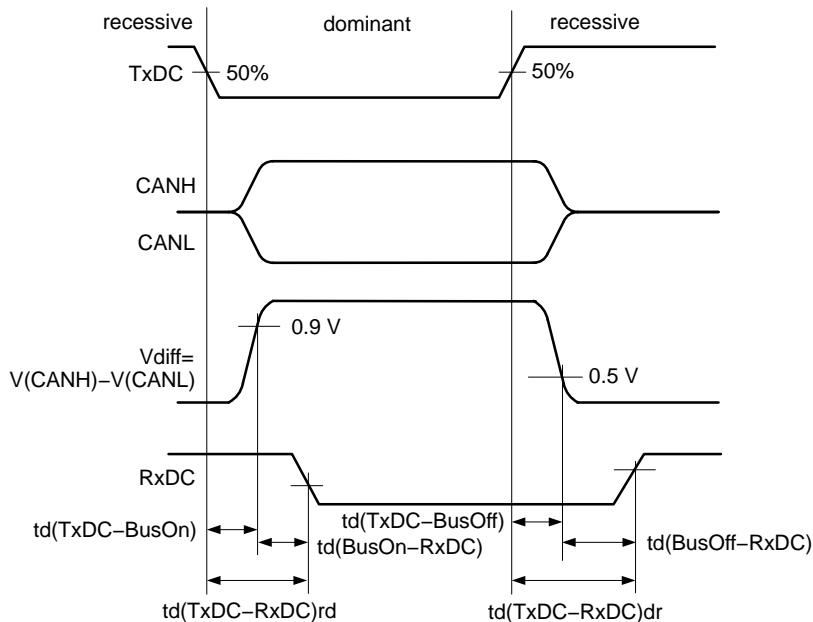 recessive dominant recessive
TxDC 50% 50%
CANH
CANL
0.9 V
Vdiff=
V(CANH)−V(CANL) 0.5 V
RxDC
td(TxDC−BusOn) td(TxDC−BusOff)
td(BusOn−RxDC) td(BusOff−RxDC)
td(TxDC−RxDC)rd td(TxDC−RxDC)dr